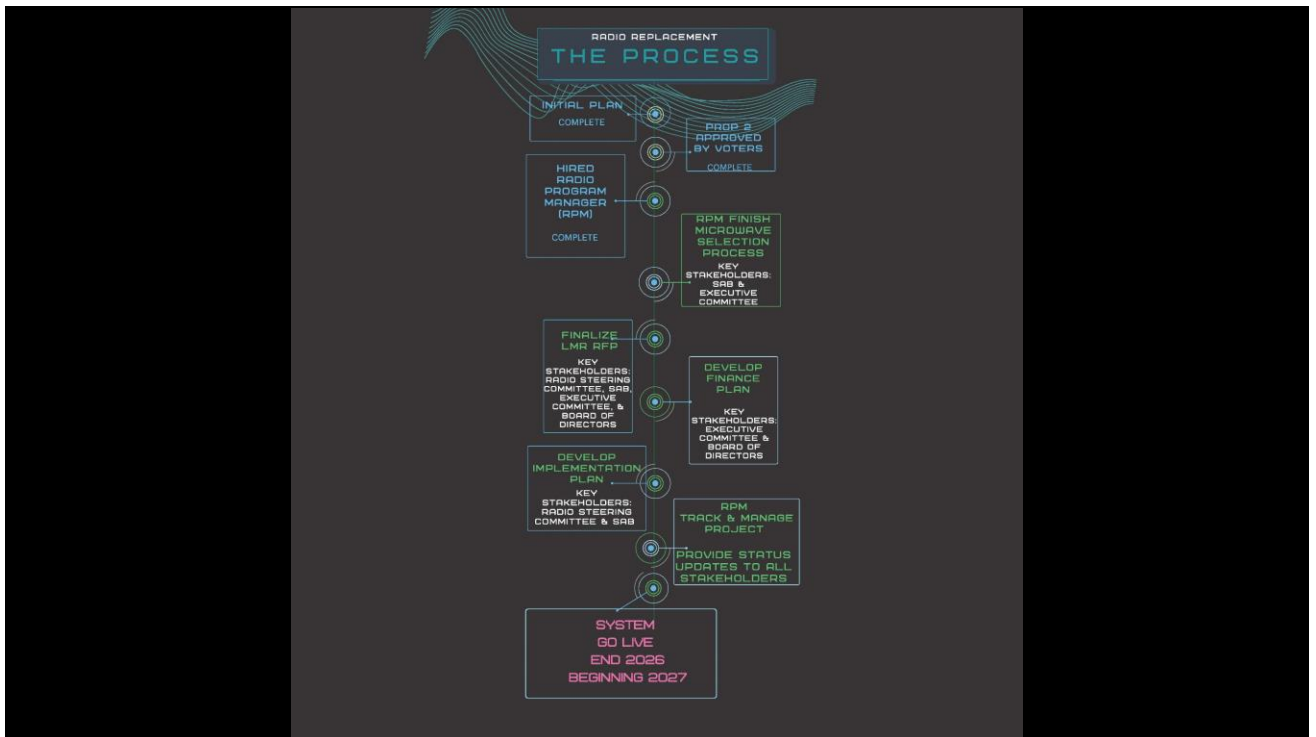 RADIO REPLACEMENT
THE PROCESS
INITIAL PLAN
COMPLETE
PROP 2
APPROVED
BY VOTERS
COMPLETE
HIRED
RADIO
PROGRAM
MANAGER
(RPM)
COMPLETE
RPM FINISH
MICROWAVE
SELECTION
PROCESS
KEY
STAKEHOLDERS:
SAB &
EXECUTIVE
COMMITTEE
FINALIZE
LMR RFP
KEY
STAKEHOLDERS:
RADIO STEERING
COMMITTEE, SAB,
EXECUTIVE
COMMITTEE, &
BOARD OF
DIRECTORS
DEVELOP
FINANCE
PLAN
KEY
STAKEHOLDERS:
EXECUTIVE
COMMITTEE &
BOARD OF
DIRECTORS
DEVELOP
IMPLEMENTATION
PLAN
KEY
STAKEHOLDERS:
RADIO STEERING
COMMITTEE & SAB
RPM
TRACK & MANAGE
PROJECT
PROVIDE STATUS
UPDATES TO ALL
STAKEHOLDERS
SYSTEM
GO LIVE
END 2026
BEGINNING 2027